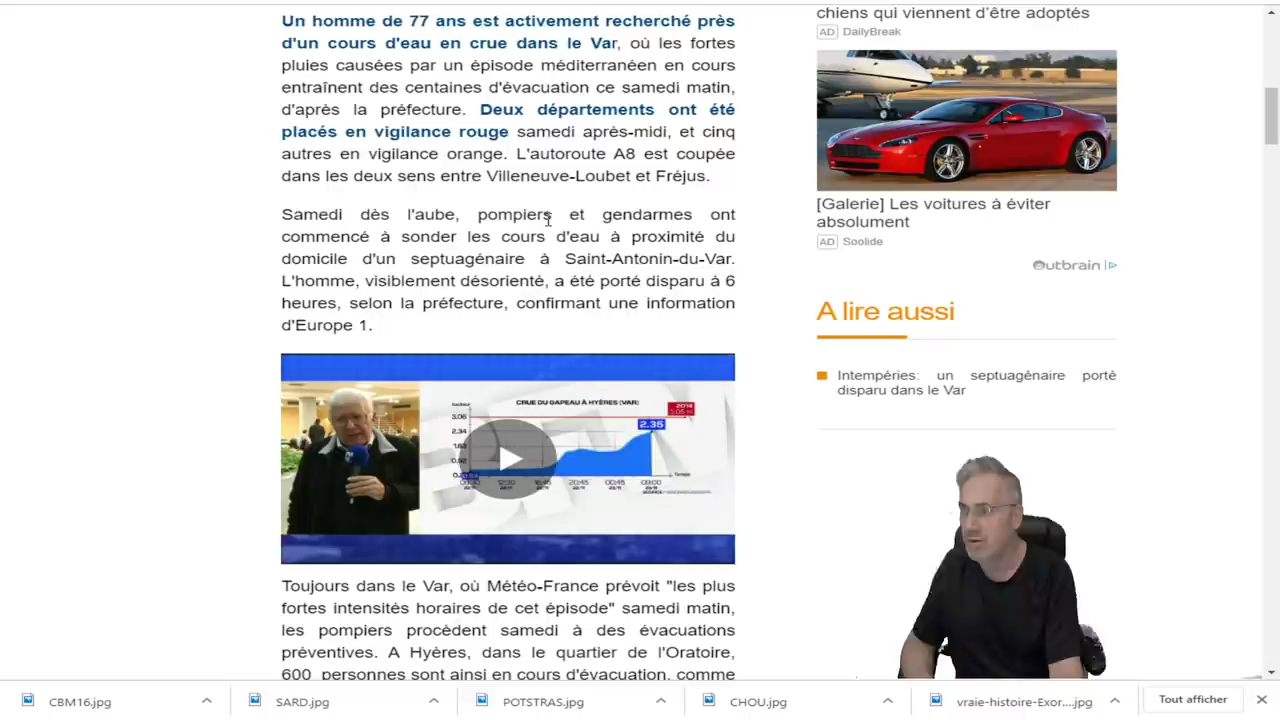 Un homme de 77 ans est activement recherché près
d'un cours d'eau en crue dans le Var, où les fortes
pluies causées par un épisode méditerranéen en cours
entraînent des centaines d'évacuation ce samedi matin,
d'après la préfecture. Deux départements ont été
placés en vigilance rouge samedi après-midi, et cinq
autres en vigilance orange. L'autoroute A8 est coupée
dans les deux sens entre Villeneuve-Loubet et Fréjus.
Samedi dès l'aube, pompiers et gendarmes ont
commencé à sonder les cours d'eau à proximité du
domicile d'un septuagénaire à Saint-Antonin-du-Var.
L'homme, visiblement désorienté, a été porté disparu à 6
heures, selon la préfecture, confirmant une information
d'Europe 1.
CRUE DU GAPEAU À HYÈRES (VAR)
2014
3.06
2.35
2.34
12:30
20:45
00:45
09:00
Toujours dans le Var, où Météo-France prévoit "les plus
fortes intensités horaires de cet épisode" samedi matin,
les pompiers procèdent samedi à des évacuations
préventives. A Hyères, dans le quartier de l'Oratoire,
600 personnes sont ainsi en cours d'évacuation, comme
chiens qui viennent d'être adoptés
AD DailyBreak
[Galerie] Les voitures à éviter
absolument
AD Soolide
Outbrain
A lire aussi
Intempéries: un septuagénaire porté
disparu dans le Var
CBM16.jpg
SARD.jpg
POTSTRAS.jpg
CHOU.jpg
vraie-histoire-Exor....jpg
Tout afficher